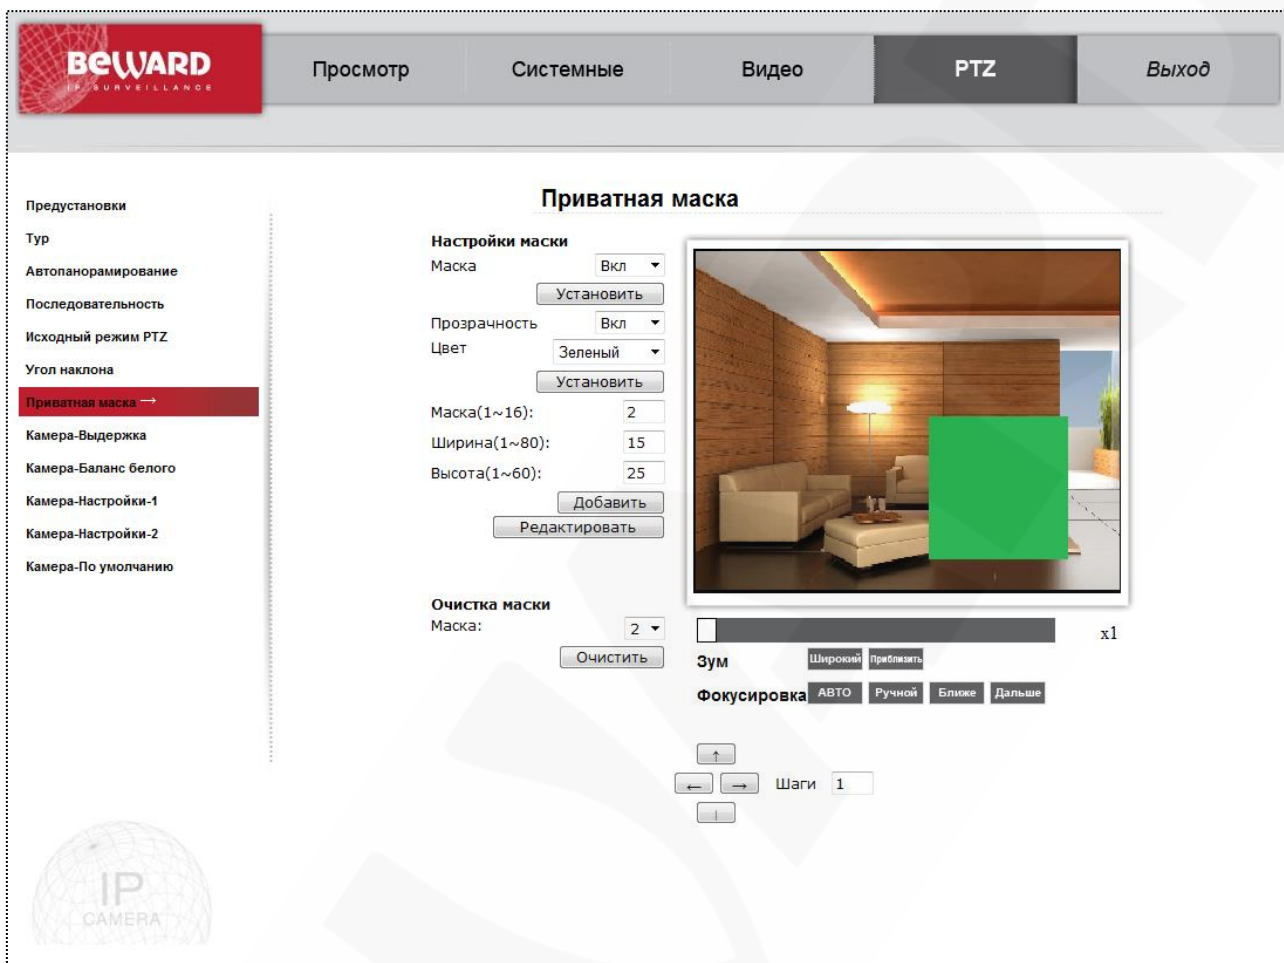 BEWARD
IP SURVEILLANCE
Просмотр
Системные
Видео
PTZ
Выход
Предустановки
Тур
Автопанорамирование
Последовательность
Исходный режим PTZ
Угол наклона
Приватная маска →
Камера-Выдержка
Камера-Баланс белого
Камера-Настройки-1
Камера-Настройки-2
Камера-По умолчанию
Приватная маска
Настройки маски
Маска Вкл
Установить
Прозрачность Вкл
Цвет Зеленый
Установить
Маска(1~16): 2
Ширина(1~80): 15
Высота(1~60): 25
Добавить
Редактировать
Очистка маски
Маска: 2
Очистить
x1
Зум Широкий Приблизить
Фокусировка АВТО Ручной Ближе Дальше
↑
← → Шаги 1
IP
CAMERA